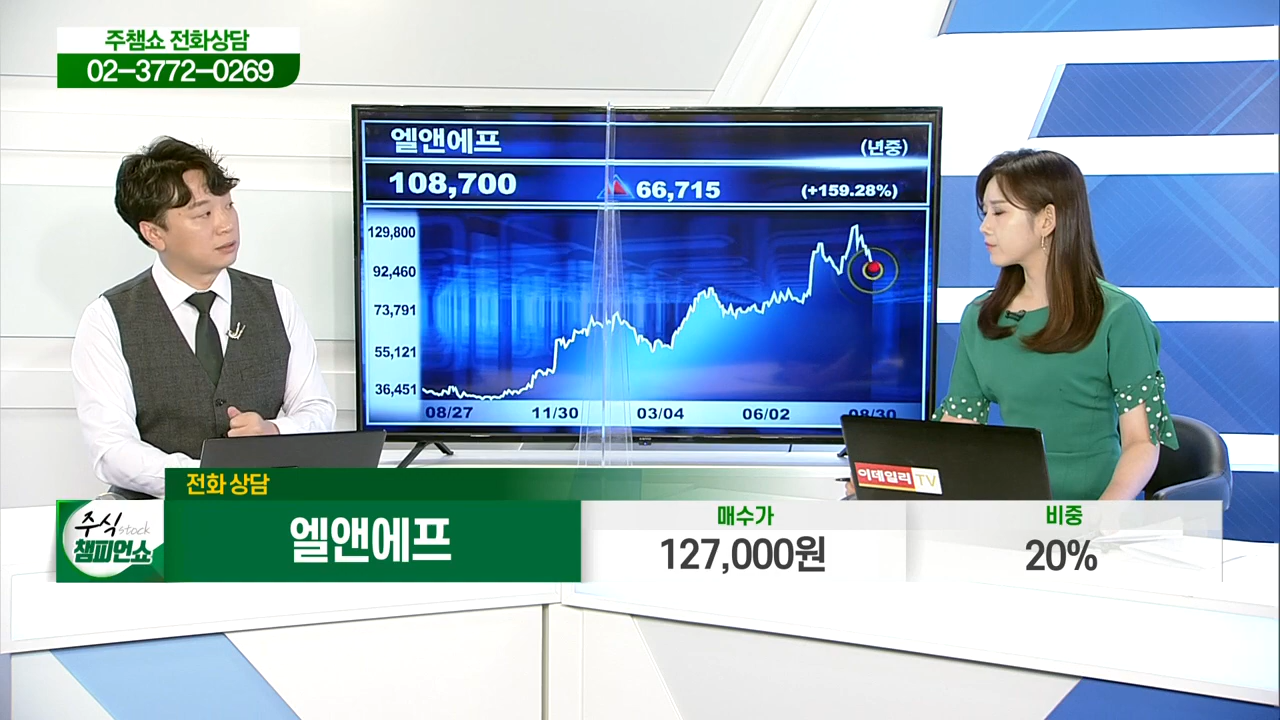 주챔쇼 전화상담
02-3772-0269
엘앤에프
(년중)
108,700
66,715
(+159.28%)
129,800
92,460
73,791
55,121
36,451
08/27
11/30
03/04
06/02
08/30
이데일리 TV
전화 상담
주식 stock
챔피언쇼
엘앤에프
매수가
127,000원
비중
20%